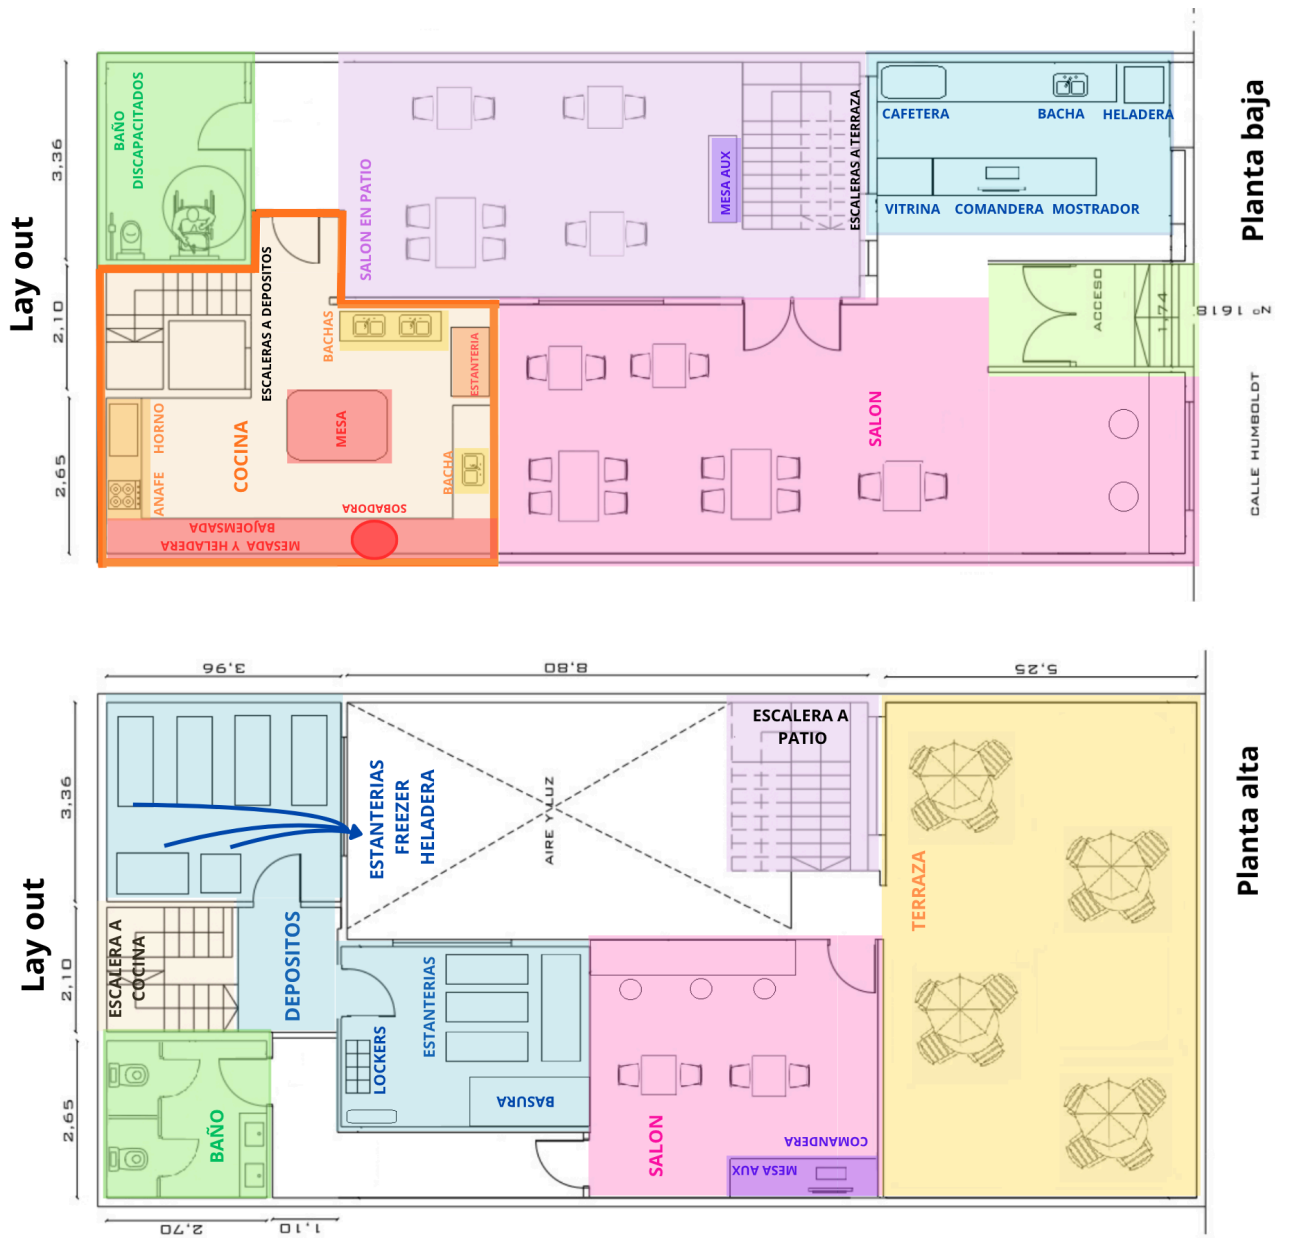 Lay out
Planta baja
3,36
2,10
2,65
BAÑO
DISCAPACITADOS
SALON EN PATIO
MESA AUX
ESCALERAS A TERRAZA
CAFETERA
BACHA
HELADERA
VITRINA
COMANDERA
MOSTRADOR
ESCALERAS A DEPOSITOS
BACHAS
ESTANTERIA
HORNO
ANAFE
COCINA
MESA
BACHA
SOBADORA
MESADA Y HELADERA
BAJOEMSADA
SALON
ACCESO
1,74
Nº 1618
CALLE HUMBOLDT
Lay out
Planta alta
3,96
8,80
5,25
3,36
2,10
2,65
ESTANTERIAS
FREEZER
HELADERA
AIRE Y LUZ
ESCALERA A
PATIO
TERRAZA
ESCALERA A
COCINA
DEPOSITOS
ESTANTERIAS
LOCKERS
BASURA
BAÑO
SALON
COMANDERA
MESA AUX
2,70
1,10